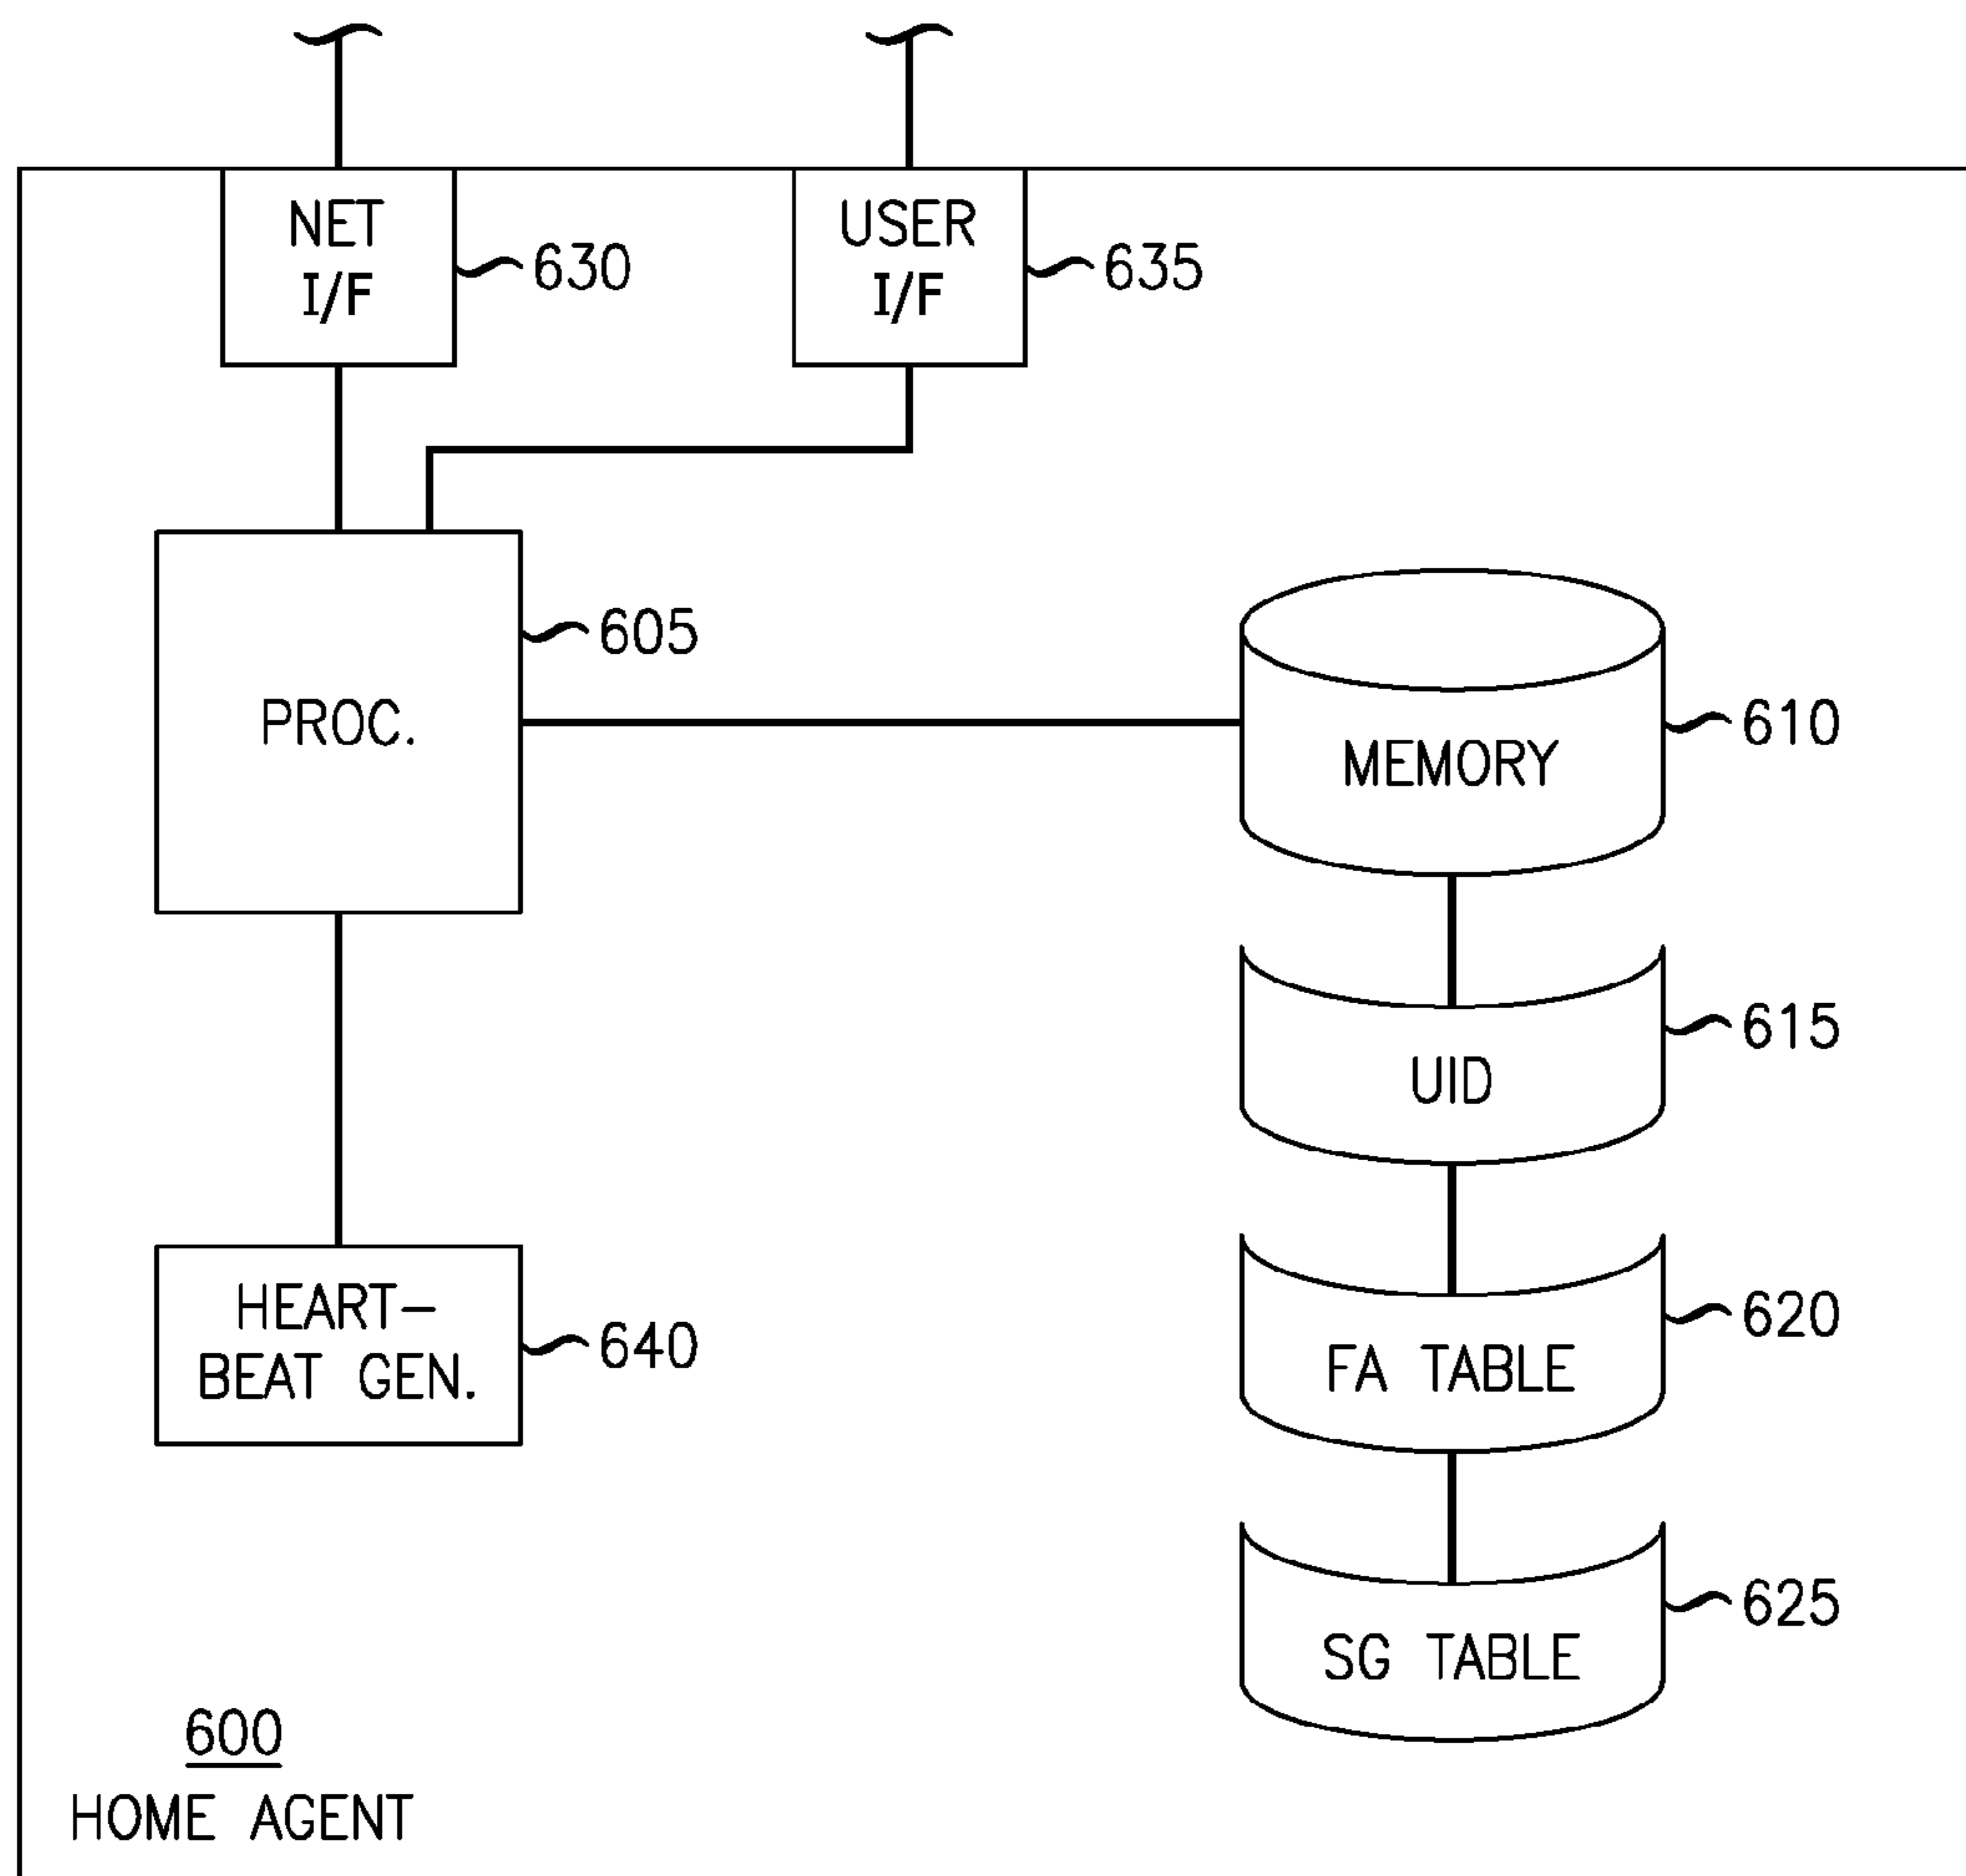 NET
I/F
630
USER
I/F
635
605
PROC.
610
MEMORY
615
UID
620
FA TABLE
HEART-
BEAT GEN.
640
625
SG TABLE
600
HOME AGENT